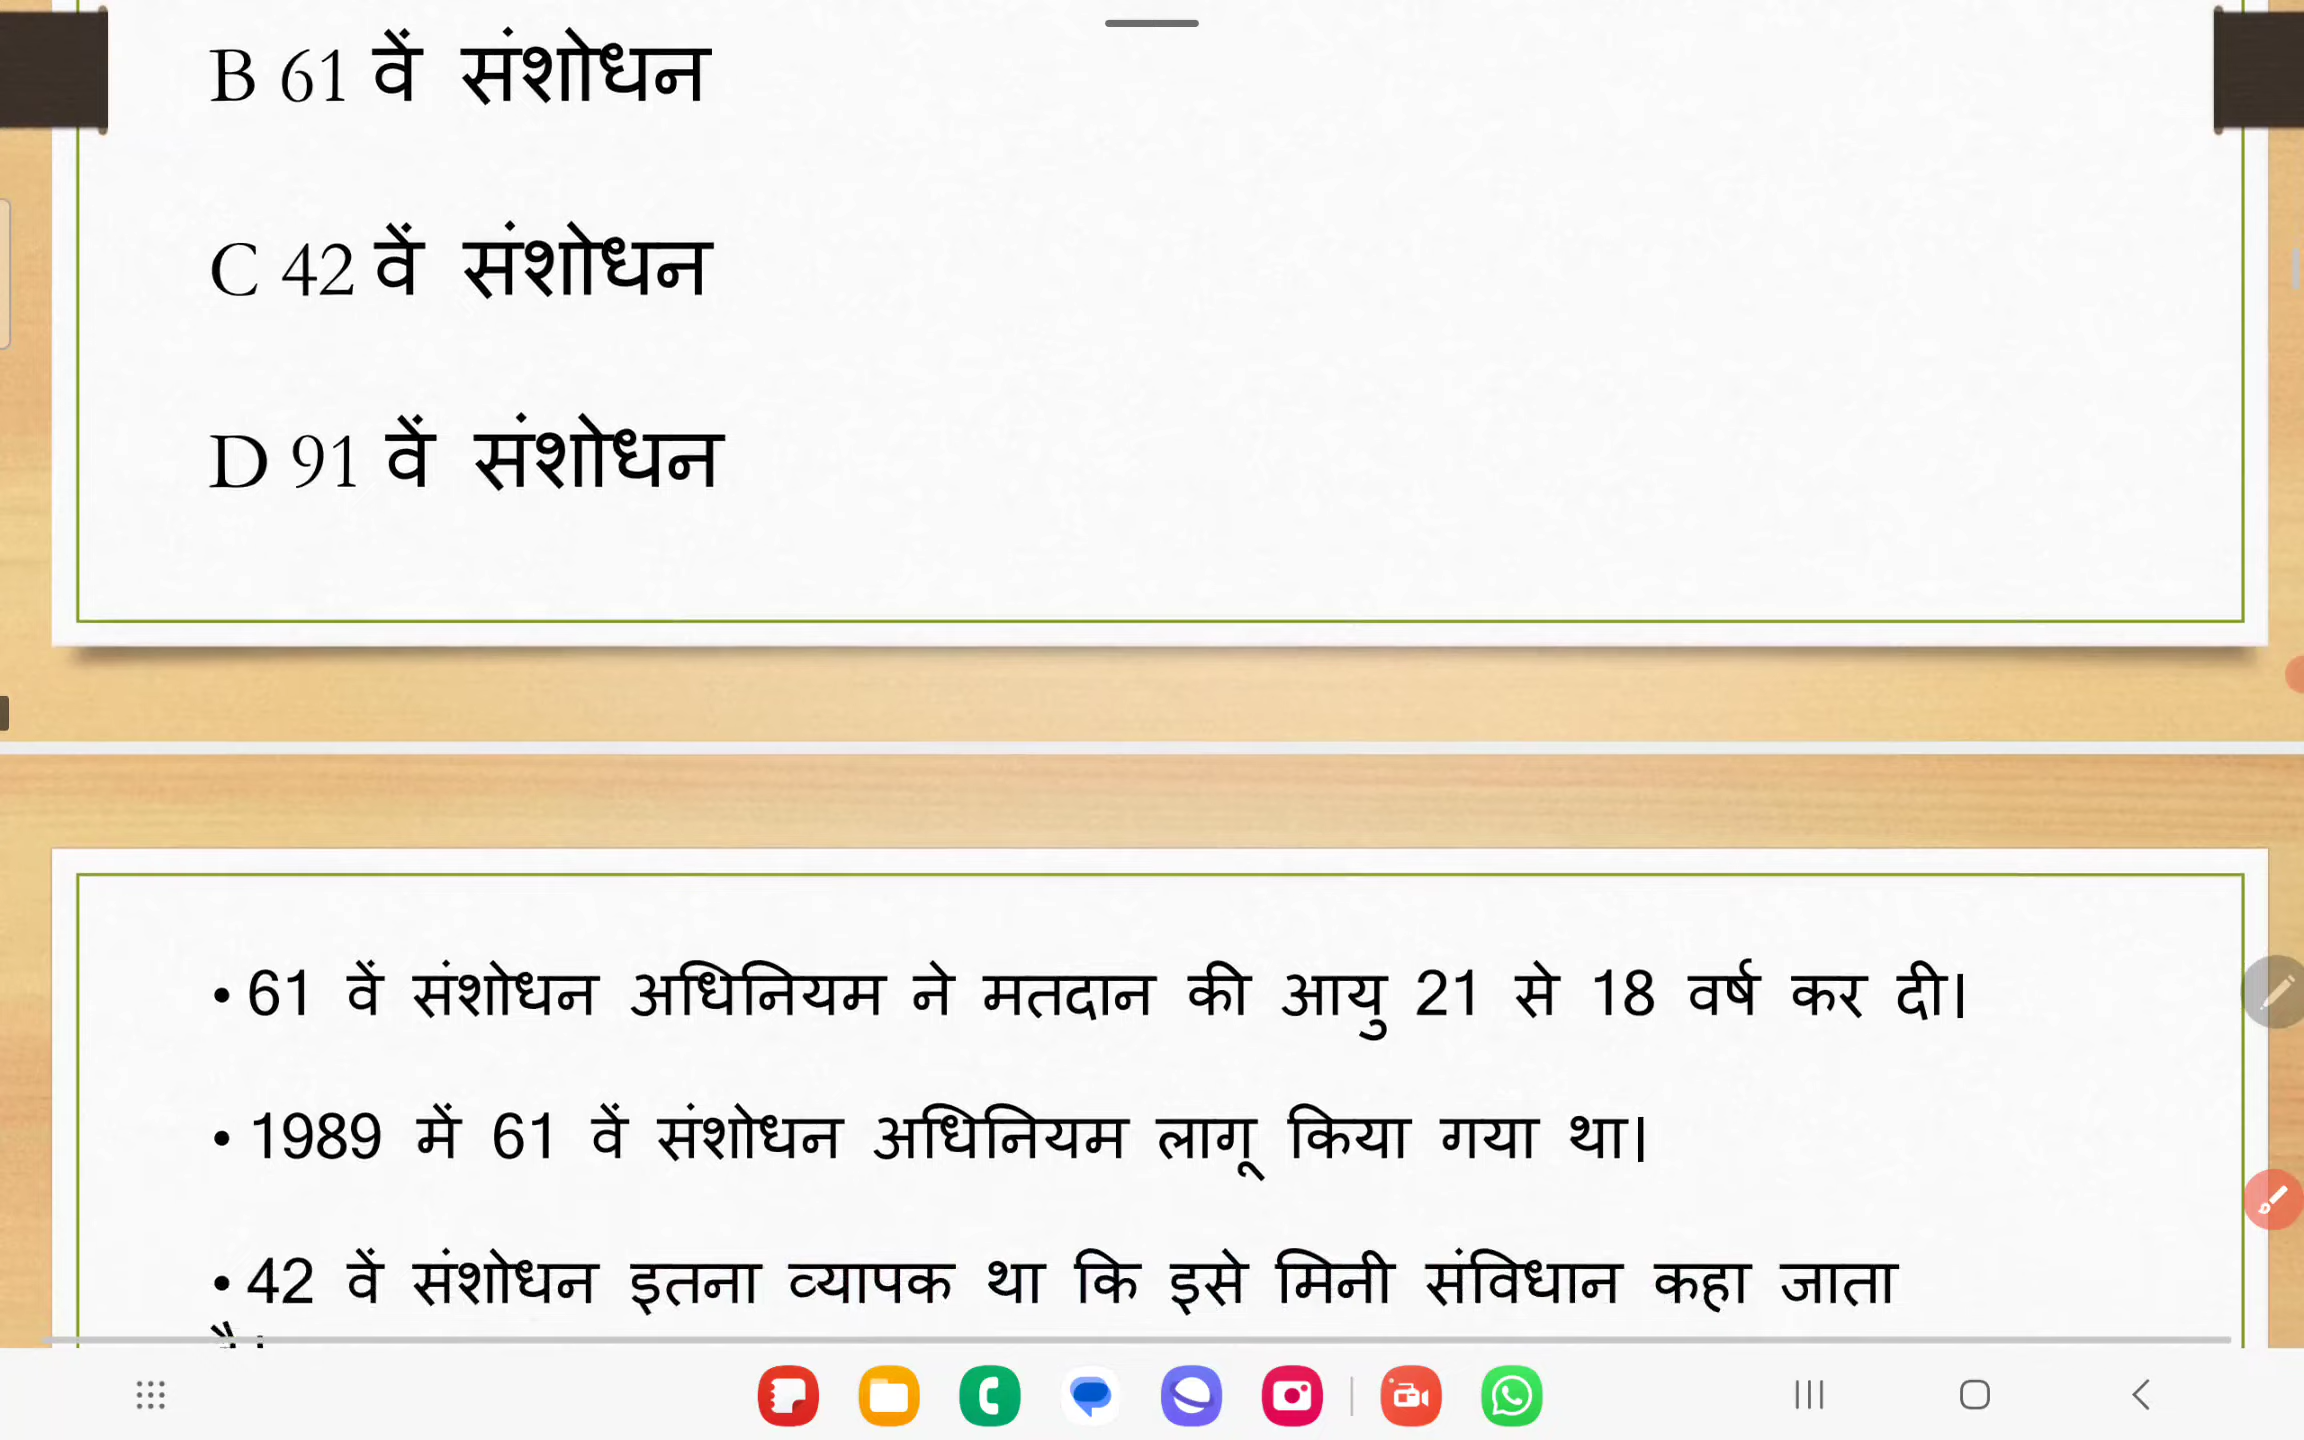 B 61 वें संशोधन
C 42 वें संशोधन
D 91 वें संशोधन
• 61 वें संशोधन अधिनियम ने मतदान की आयु 21 से 18 वर्ष कर दी।
• 1989 में 61 वें संशोधन अधिनियम लागू किया गया था।
• 42 वें संशोधन इतना व्यापक था कि इसे मिनी संविधान कहा जाता